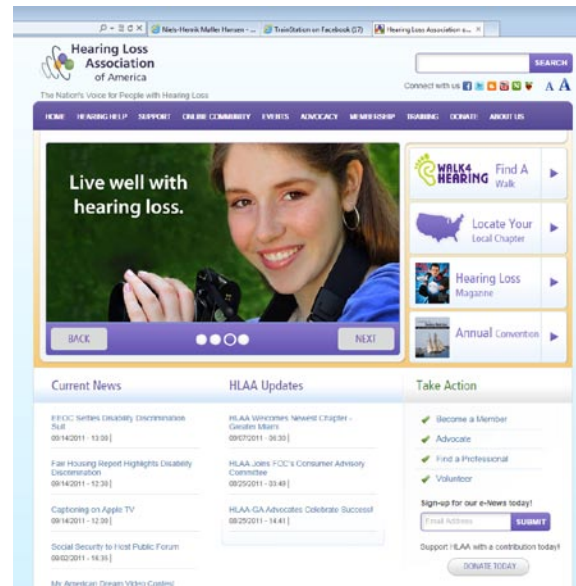 Niels-Henrik Møller Hansen - ...
TrainStation on Facebook (17)
Hearing Loss Association o...
Hearing Loss
Association
of America
The Nation's Voice for People with Hearing Loss
SEARCH
Connect with us
A A
HOME HEARING HELP SUPPORT ONLINE COMMUNITY EVENTS ADVOCACY MEMBERSHIP TRAINING DONATE ABOUT US
Live well with
hearing loss.
BACK
NEXT
WALK4
HEARING
Find A
Walk
Locate Your
Local Chapter
Hearing Loss
Magazine
Annual Convention
Current News
EEOC Settles Disability Discrimination
Suit
09/14/2011 - 13:00 |
Fair Housing Report Highlights Disability
Discrimination
09/14/2011 - 12:30 |
Captioning on Apple TV
09/14/2011 - 12:00 |
Social Security to Host Public Forum
09/02/2011 - 16:35 |
My American Dream Video Contest
HLAA Updates
HLAA Welcomes Newest Chapter -
Greater Miami
09/07/2011 - 06:30 |
HLAA Joins FCC's Consumer Advisory
Committee
08/25/2011 - 03:49 |
HLAA-GA Advocates Celebrate Success!
08/25/2011 - 14:41 |
Take Action
Become a Member
Advocate
Find a Professional
Volunteer
Sign-up for our e-News today!
Email Address
SUBMIT
Support HLAA with a contribution today!
DONATE TODAY